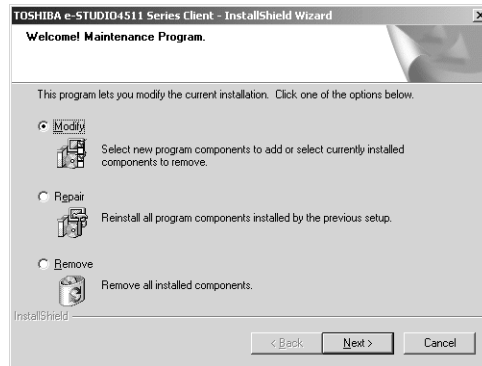 TOSHIBA e-STUDIO4511 Series Client - InstallShield Wizard
Welcome! Maintenance Program.
This program lets you modify the current installation. Click one of the options below.
Modify
Select new program components to add or select currently installed
components to remove.
Repair
Reinstall all program components installed by the previous setup.
Remove
Remove all installed components.
InstallShield
< Back
Next >
Cancel